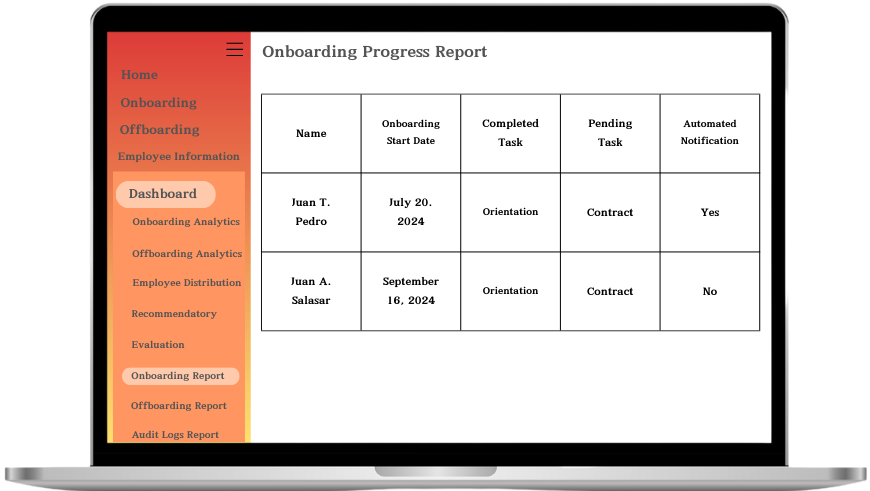 Onboarding Progress Report
Home
Onboarding
Offboarding
Employee Information
Dashboard
Onboarding Analytics
Offboarding Analytics
Employee Distribution
Recommendatory
Evaluation
Onboarding Report
Offboarding Report
Audit Logs Report
Name
Onboarding
Start Date
Completed
Task
Pending
Task
Automated
Notification
Juan T.
Pedro
July 20.
2024
Orientation
Contract
Yes
Juan A.
Salasar
September
16, 2024
Orientation
Contract
No